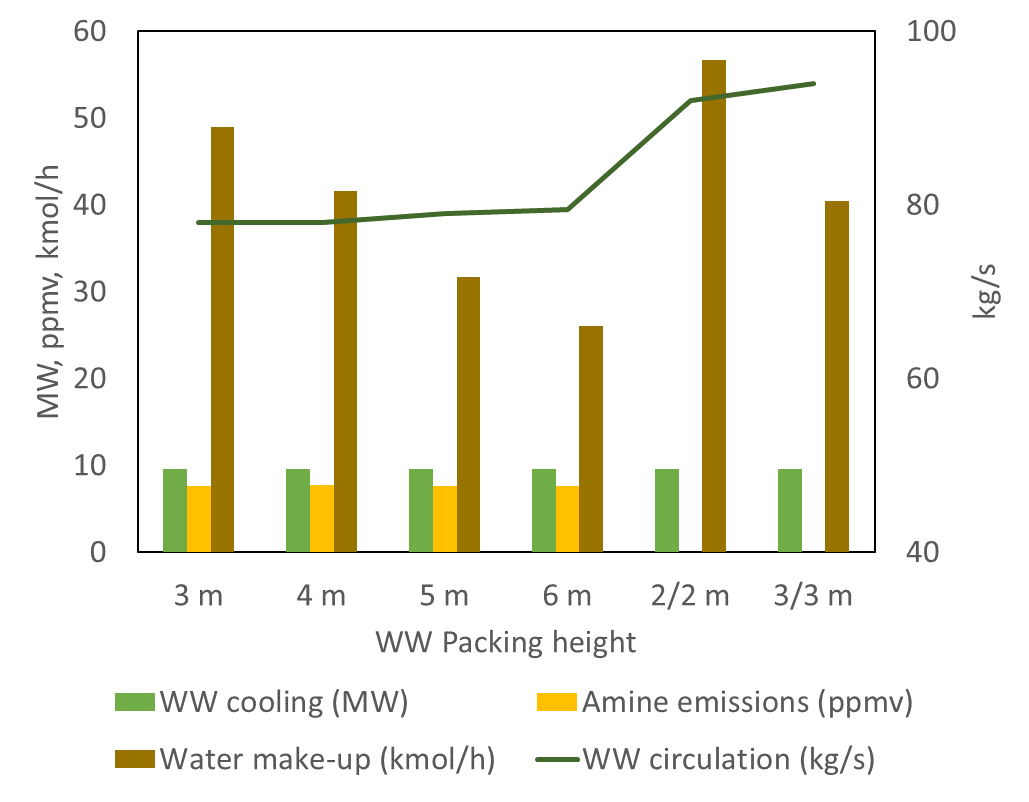 60
50
40
30
20
10
0
MW, ppmv, kmol/h
100
80
60
40
kg/s
3 m 4 m 5 m 6 m 2/2 m 3/3 m
WW Packing height
WW cooling (MW) Amine emissions (ppmv)
Water make-up (kmol/h) WW circulation (kg/s)